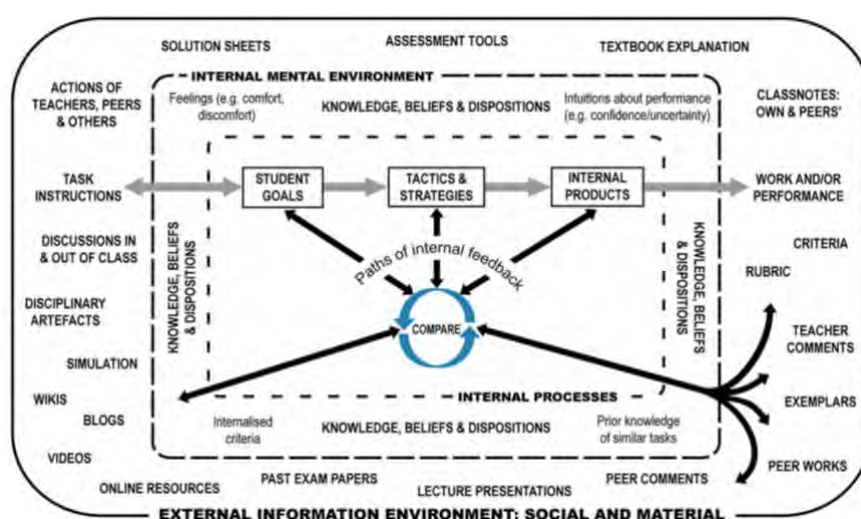 SOLUTION SHEETS
ASSESSMENT TOOLS
TEXTBOOK EXPLANATION
ACTIONS OF
TEACHERS, PEERS
& OTHERS
INTERNAL MENTAL ENVIRONMENT
Feelings (e.g. comfort,
discomfort)
KNOWLEDGE, BELIEFS & DISPOSITIONS
Intuitions about performance
(e.g. confidence/uncertainty)
CLASSNOTES:
OWN & PEERS'
TASK
INSTRUCTIONS
STUDENT
GOALS
TACTICS &
STRATEGIES
INTERNAL
PRODUCTS
WORK AND/OR
PERFORMANCE
KNOWLEDGE, BELIEFS
& DISPOSITIONS
Paths of internal feedback
COMPARE
KNOWLEDGE, BELIEFS
& DISPOSITIONS
DISCUSSIONS IN
& OUT OF CLASS
DISCIPLINARY
ARTEFACTS
SIMULATION
WIKIS
BLOGS
VIDEOS
CRITERIA
RUBRIC
TEACHER
COMMENTS
EXEMPLARS
PEER WORKS
INTERNAL PROCESSES
Internalised
criteria
KNOWLEDGE, BELIEFS & DISPOSITIONS
Prior knowledge
of similar tasks
ONLINE RESOURCES
PAST EXAM PAPERS
LECTURE PRESENTATIONS
PEER COMMENTS
EXTERNAL INFORMATION ENVIRONMENT: SOCIAL AND MATERIAL